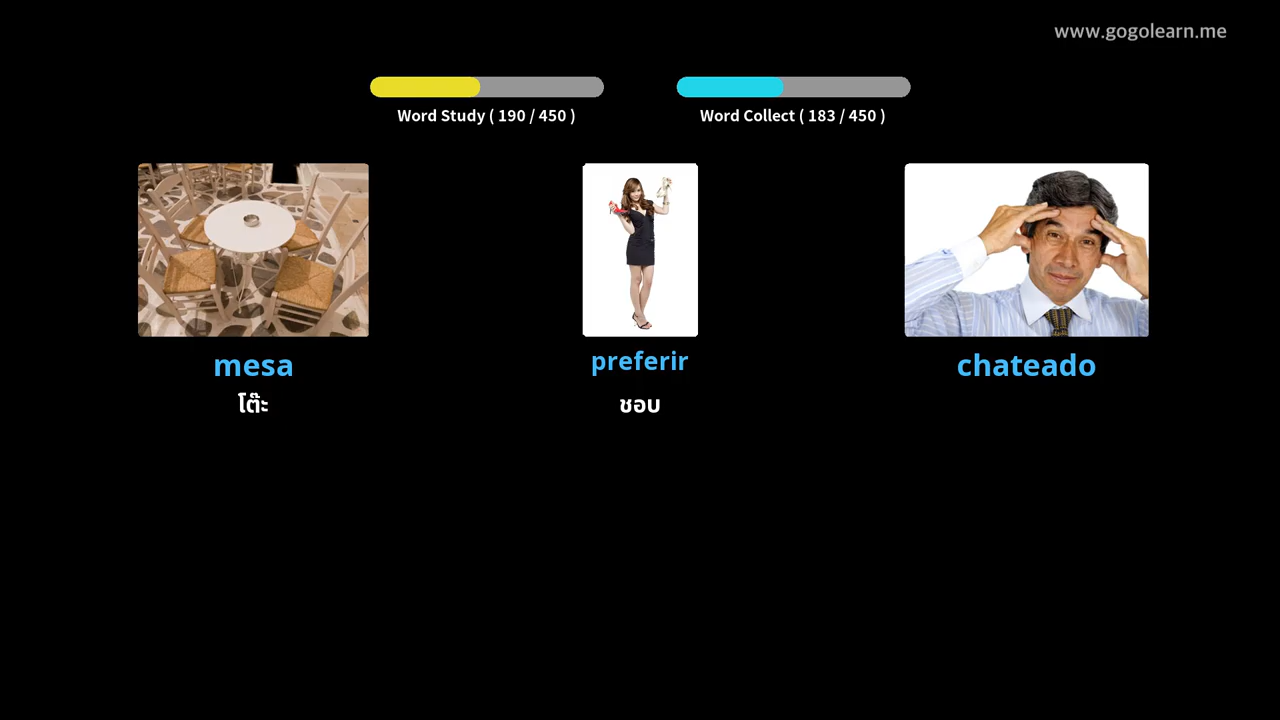 www.gogolearn.me
Word Study ( 190 / 450 )
Word Collect ( 183 / 450 )
mesa
preferir
chateado
โต๊ะ
ชอบ